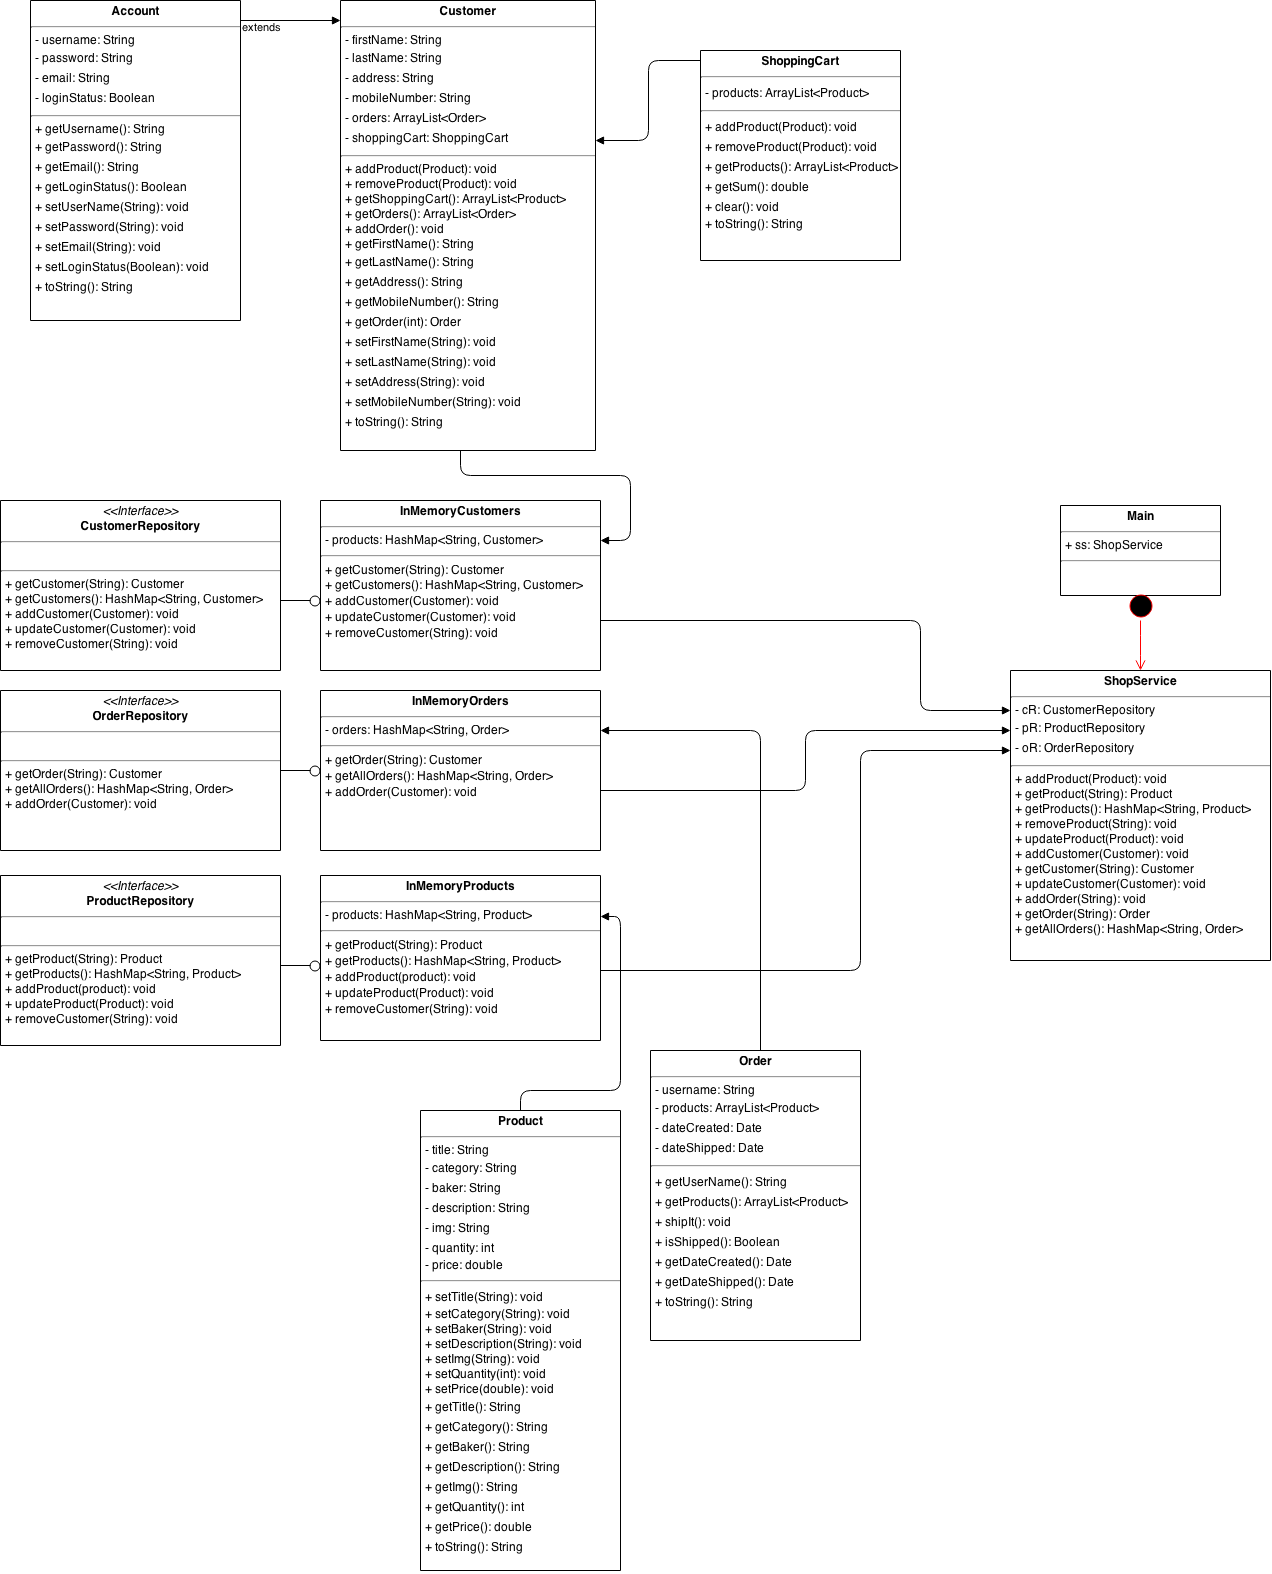 Account
- username: String
- password: String
- email: String
- loginStatus: Boolean
+ getUsername(): String
+ getPassword(): String
+ getEmail(): String
+ getLoginStatus(): Boolean
+ setUserName(String): void
+ setPassword(String): void
+ setEmail(String): void
+ setLoginStatus(Boolean): void
+ toString(): String
extends
Customer
- firstName: String
- lastName: String
- address: String
- mobileNumber: String
- orders: ArrayList<Order>
- shoppingCart: ShoppingCart
+ addProduct(Product): void
+ removeProduct(Product): void
+ getShoppingCart(): ArrayList<Product>
+ getOrders(): ArrayList<Order>
+ addOrder(): void
+ getFirstName(): String
+ getLastName(): String
+ getAddress(): String
+ getMobileNumber(): String
+ getOrder(int): Order
+ setFirstName(String): void
+ setLastName(String): void
+ setAddress(String): void
+ setMobileNumber(String): void
+ toString(): String
ShoppingCart
- products: ArrayList<Product>
+ addProduct(Product): void
+ removeProduct(Product): void
+ getProducts(): ArrayList<Product>
+ getSum(): double
+ clear(): void
+ toString(): String
<<Interface>>
CustomerRepository
+ getCustomer(String): Customer
+ getCustomers(): HashMap<String, Customer>
+ addCustomer(Customer): void
+ updateCustomer(Customer): void
+ removeCustomer(String): void
InMemoryCustomers
- products: HashMap<String, Customer>
+ getCustomer(String): Customer
+ getCustomers(): HashMap<String, Customer>
+ addCustomer(Customer): void
+ updateCustomer(Customer): void
+ removeCustomer(String): void
Main
+ ss: ShopService
<<Interface>>
OrderRepository
+ getOrder(String): Customer
+ getAllOrders(): HashMap<String, Order>
+ addOrder(Customer): void
InMemoryOrders
- orders: HashMap<String, Order>
+ getOrder(String): Customer
+ getAllOrders(): HashMap<String, Order>
+ addOrder(Customer): void
ShopService
- cR: CustomerRepository
- pR: ProductRepository
- oR: OrderRepository
+ addProduct(Product): void
+ getProduct(String): Product
+ getProducts(): HashMap<String, Product>
+ removeProduct(String): void
+ updateProduct(Product): void
+ addCustomer(Customer): void
+ getCustomer(String): Customer
+ updateCustomer(Customer): void
+ addOrder(String): void
+ getOrder(String): Order
+ getAllOrders(): HashMap<String, Order>
<<Interface>>
ProductRepository
+ getProduct(String): Product
+ getProducts(): HashMap<String, Product>
+ addProduct(product): void
+ updateProduct(Product): void
+ removeCustomer(String): void
InMemoryProducts
- products: HashMap<String, Product>
+ getProduct(String): Product
+ getProducts(): HashMap<String, Product>
+ addProduct(product): void
+ updateProduct(Product): void
+ removeCustomer(String): void
Product
- title: String
- category: String
- baker: String
- description: String
- img: String
- quantity: int
- price: double
+ setTitle(String): void
+ setCategory(String): void
+ setBaker(String): void
+ setDescription(String): void
+ setImg(String): void
+ setQuantity(int): void
+ setPrice(double): void
+ getTitle(): String
+ getCategory(): String
+ getBaker(): String
+ getDescription(): String
+ getImg(): String
+ getQuantity(): int
+ getPrice(): double
+ toString(): String
Order
- username: String
- products: ArrayList<Product>
- dateCreated: Date
- dateShipped: Date
+ getUserName(): String
+ getProducts(): ArrayList<Product>
+ shipIt(): void
+ isShipped(): Boolean
+ getDateCreated(): Date
+ getDateShipped(): Date
+ toString(): String